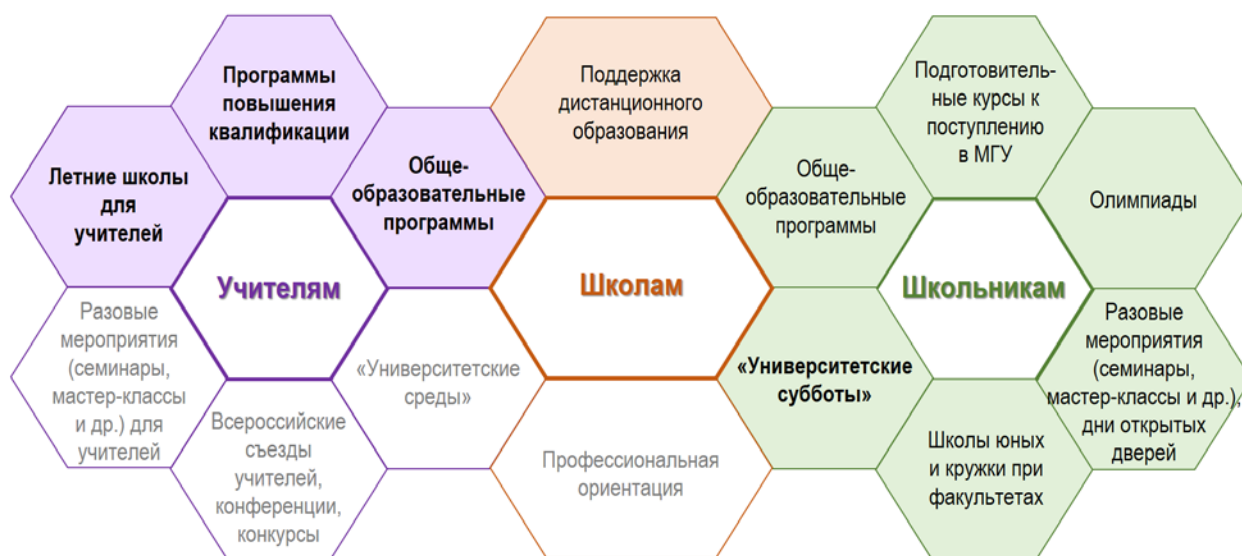 Программы
повышения
квалификации
Летние школы
для
учителей
Обще-
образовательные
программы
Учителям
Разовые
мероприятия
(семинары,
мастер-классы
и др.) для
учителей
«Университетские
среды»
Всероссийские
съезды
учителей,
конференции,
конкурсы
Поддержка
дистанционного
образования
Школам
Профессиональная
ориентация
Подготовитель-
ные курсы к
поступлению
в МГУ
Обще-
образовательные
программы
Олимпиады
Школьникам
«Университетские
субботы»
Разовые
мероприятия
(семинары,
мастер-классы и др.),
дни открытых
дверей
Школы юных
и кружки при
факультетах